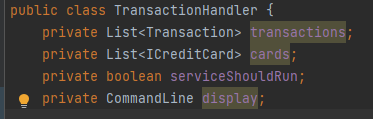 public class TransactionHandler {
private List<Transaction> transactions;
private List<ICreditCard> cards;
private boolean serviceShouldRun;
private CommandLine display;